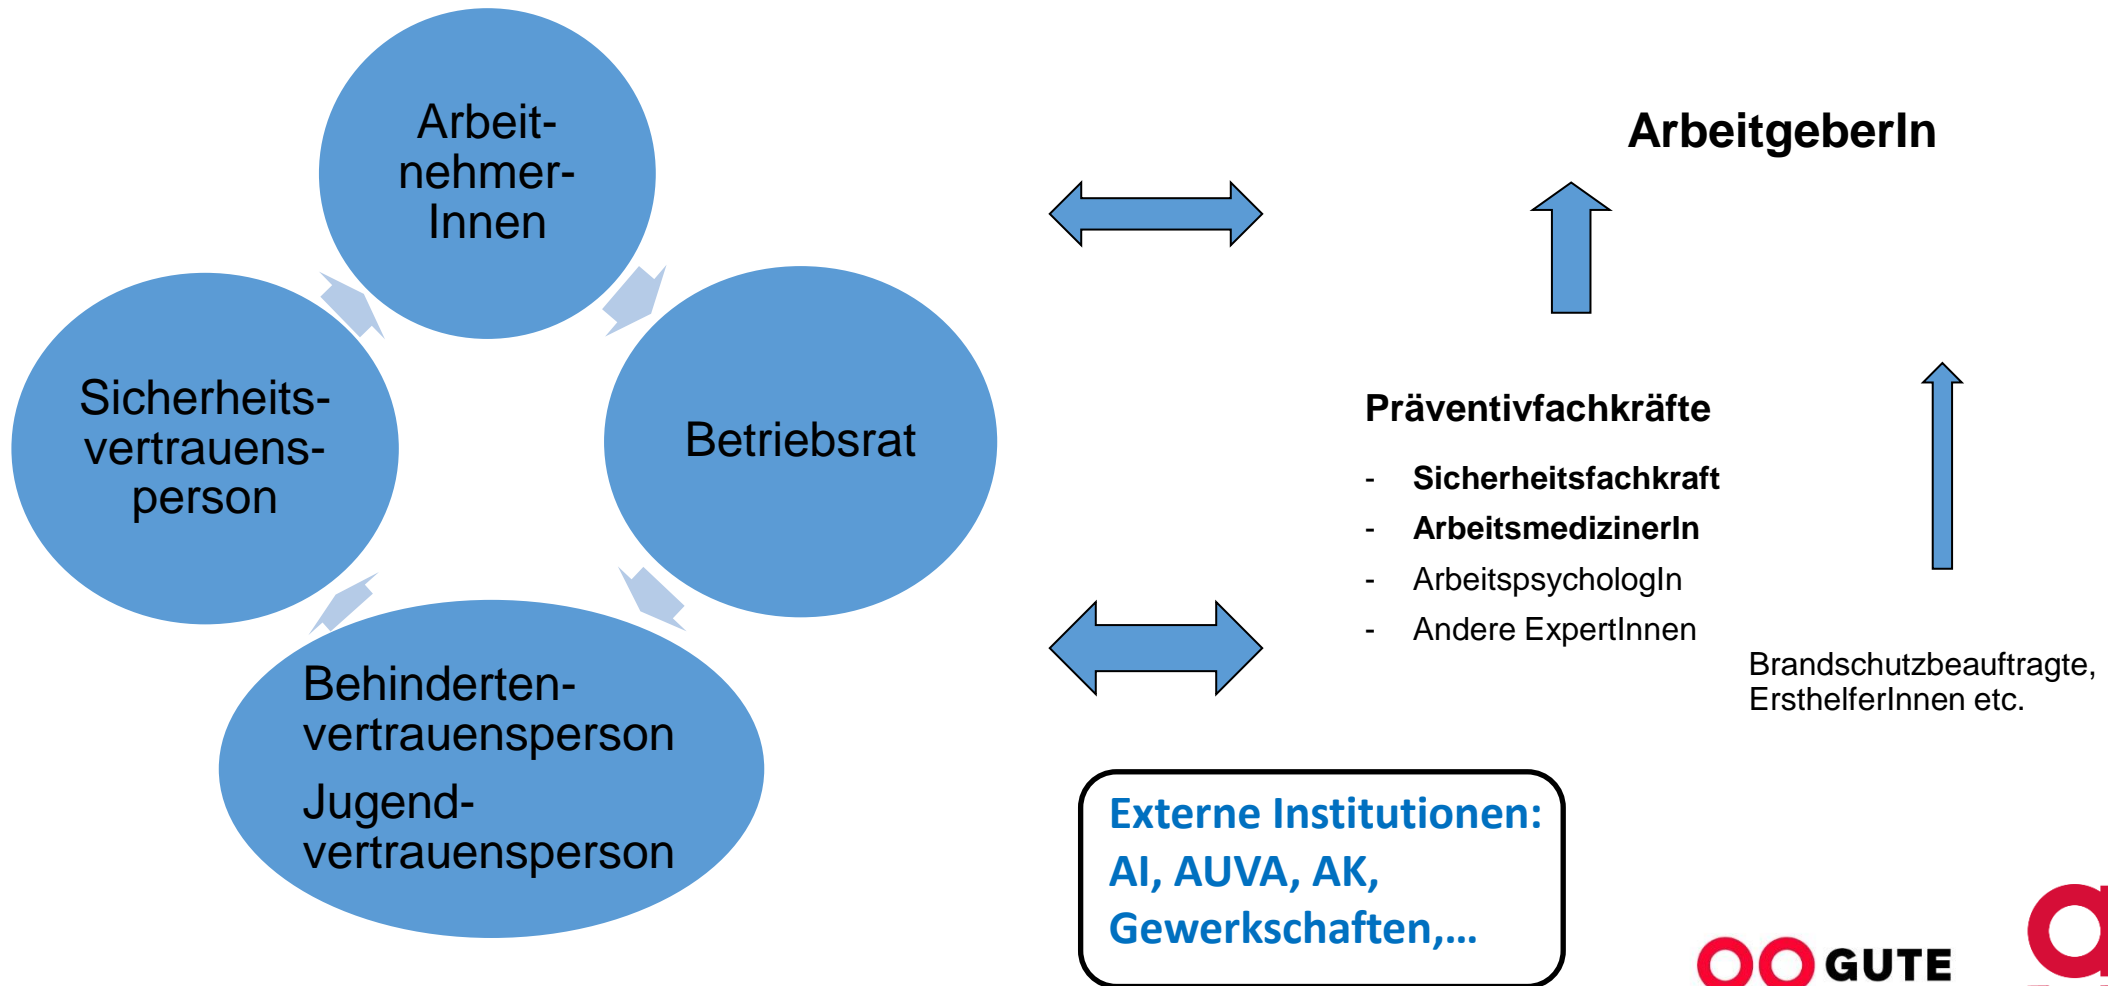 Arbeit-
nehmer-
Innen
Sicherheits-
vertrauens-
person
Betriebsrat
Behinderten-
vertrauensperson
Jugend-
vertrauensperson
ArbeitgeberIn
Präventivfachkräfte
- Sicherheitsfachkraft
- ArbeitsmedizinerIn
- ArbeitspsychologIn
- Andere ExpertInnen
Brandschutzbeauftragte,
ErsthelferInnen etc.
Externe Institutionen:
AI, AUVA, AK,
Gewerkschaften,...
GUTE